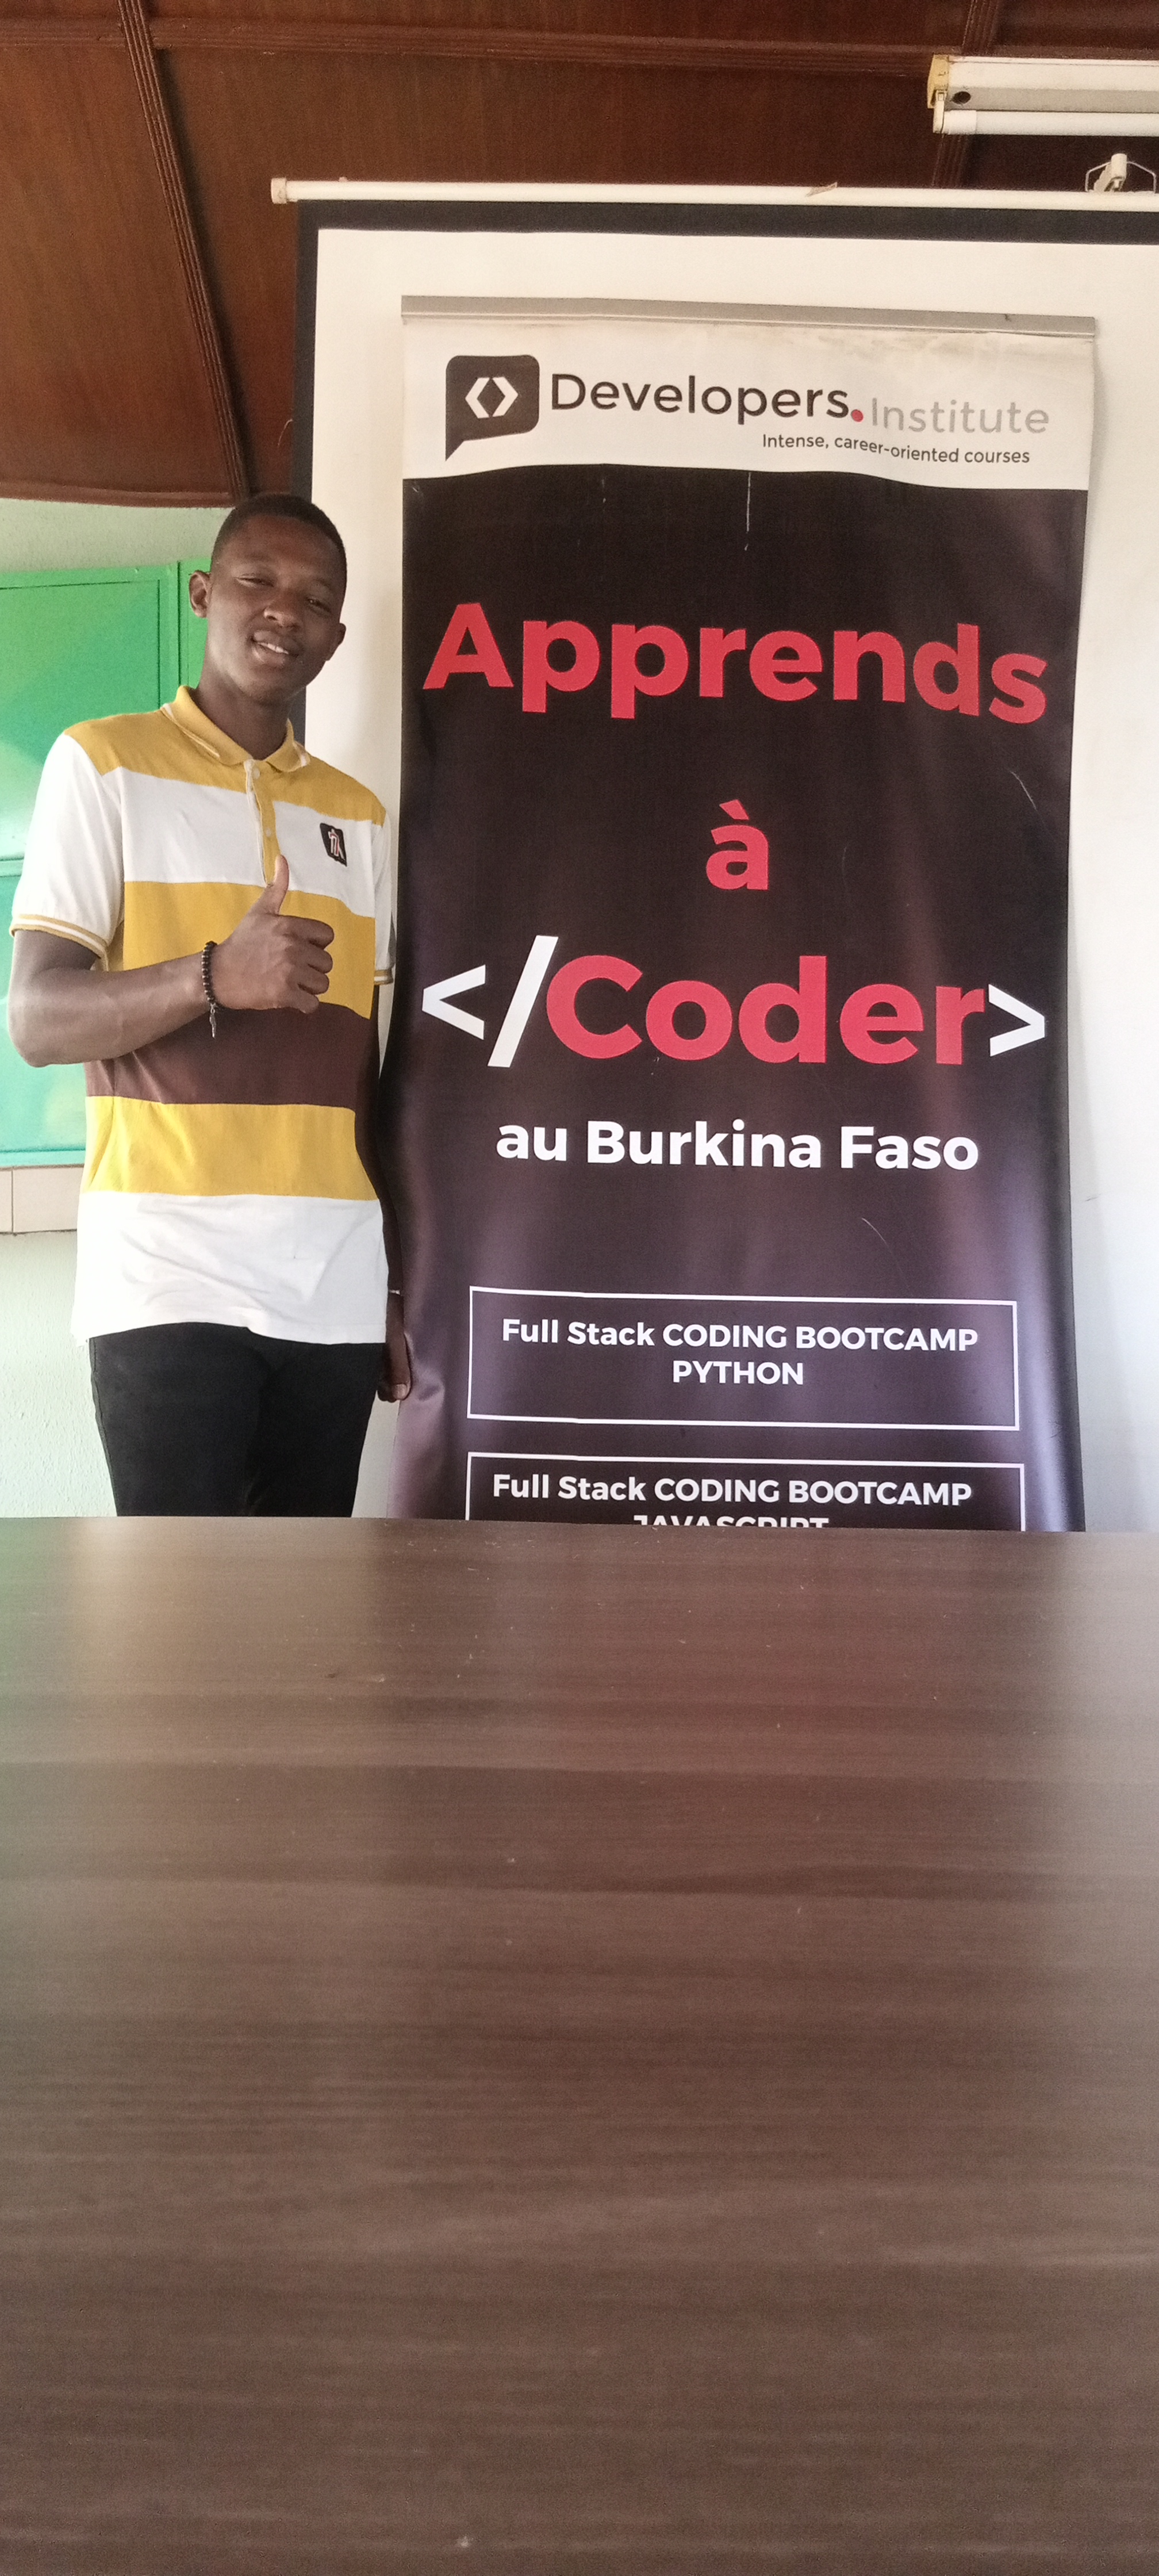 Developers.Institute
Intense, career-oriented courses
Apprends
à
</Coder>
au Burkina Faso
Full Stack CODING BOOTCAMP
PYTHON
Full Stack CODING BOOTCAMP
JAVASCRIPT